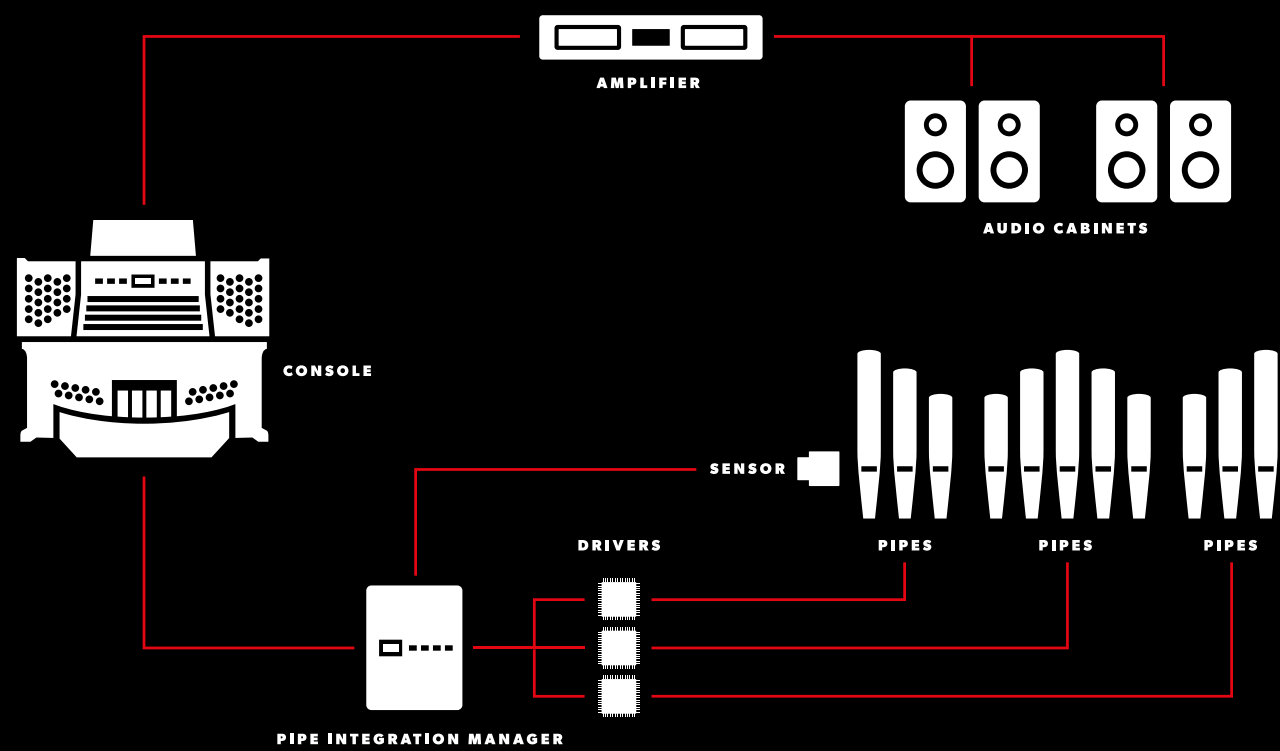 AMPLIFIER
AUDIO CABINETS
CONSOLE
SENSOR
DRIVERS
PIPES
PIPES
PIPES
PIPE INTEGRATION MANAGER